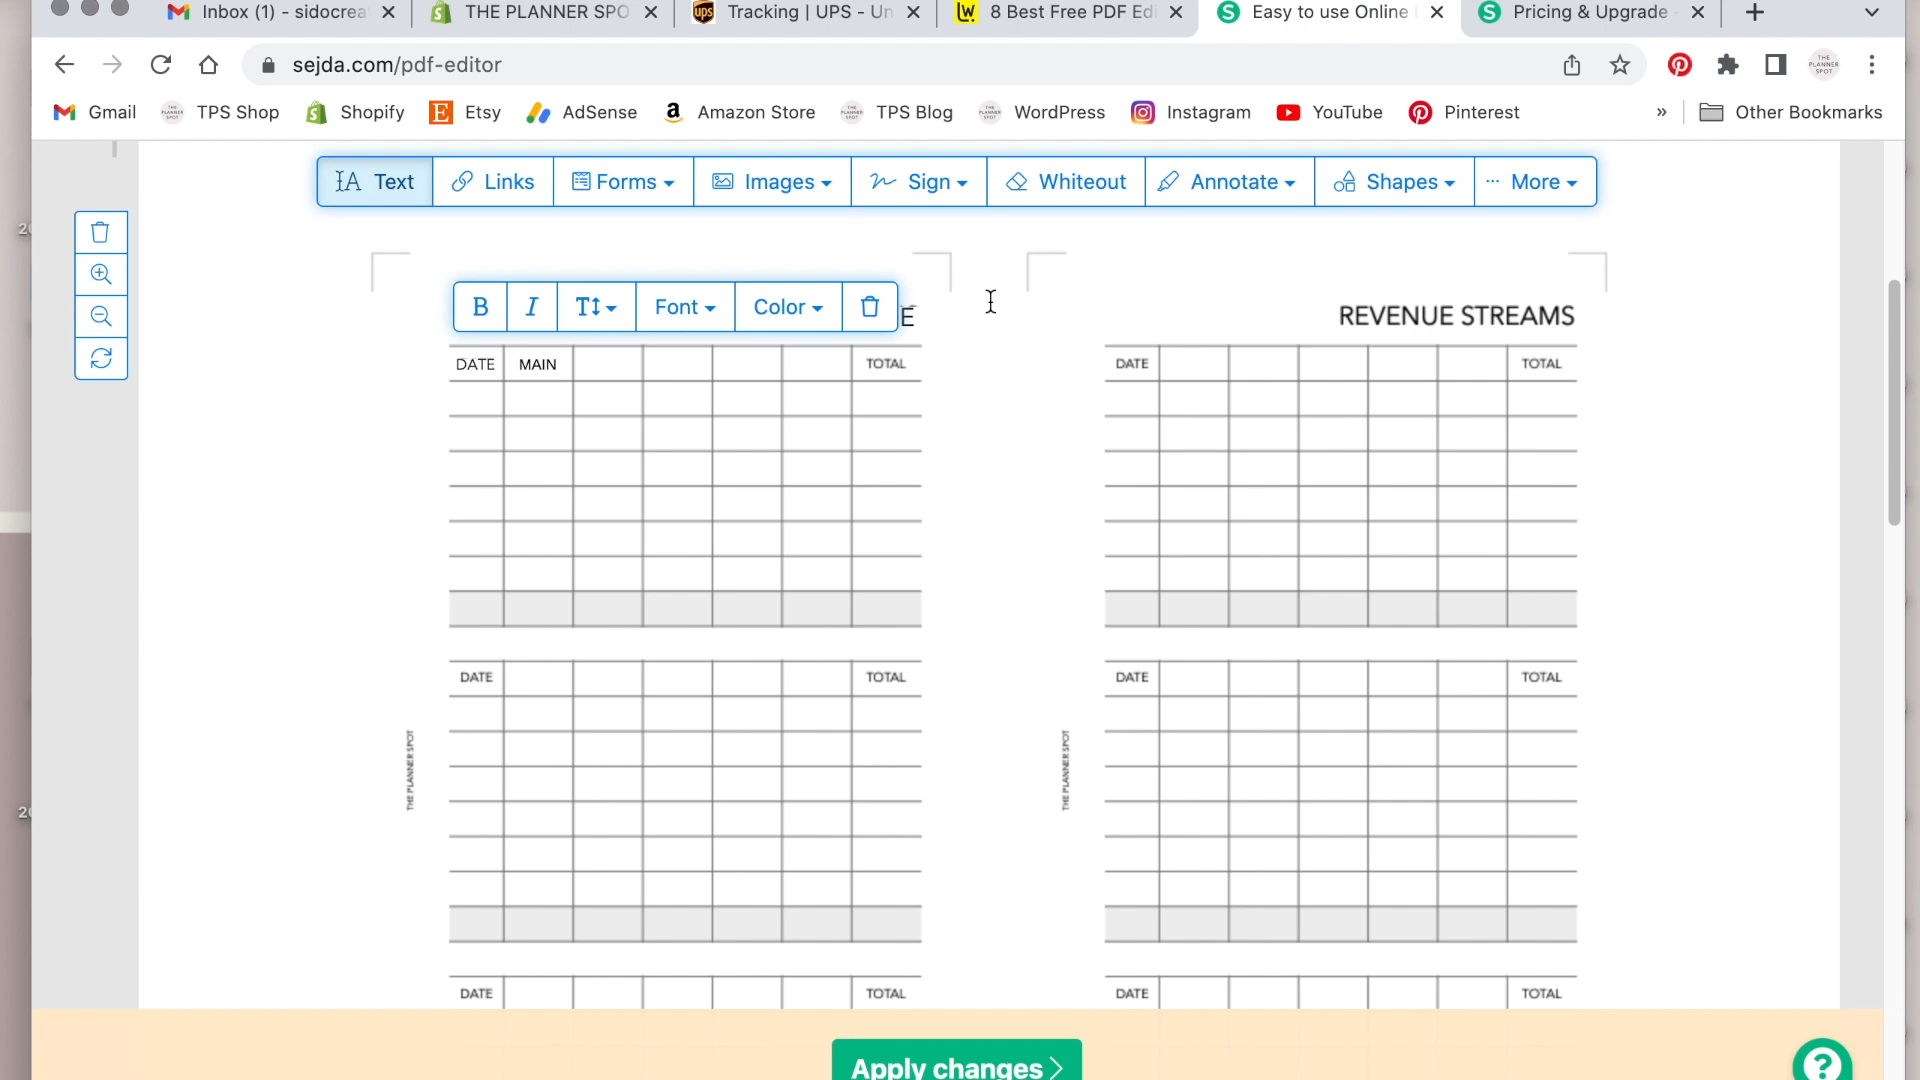 Inbox (1) - sidocrea THE PLANNER SPO Tracking | UPS - Un 8 Best Free PDF Edi Easy to use Online Pricing & Upgrade
sejda.com/pdf-editor
Gmail TPS Shop Shopify Etsy AdSense Amazon Store TPS Blog WordPress Instagram YouTube Pinterest » Other Bookmarks
Text Links Forms Images Sign Whiteout Annotate Shapes More
B I T Font Color E
REVENUE STREAMS
DATE MAIN TOTAL DATE TOTAL
DATE TOTAL DATE TOTAL
THE PLANNER SPOT THE PLANNER SPOT
DATE TOTAL DATE TOTAL
Apply changes
?